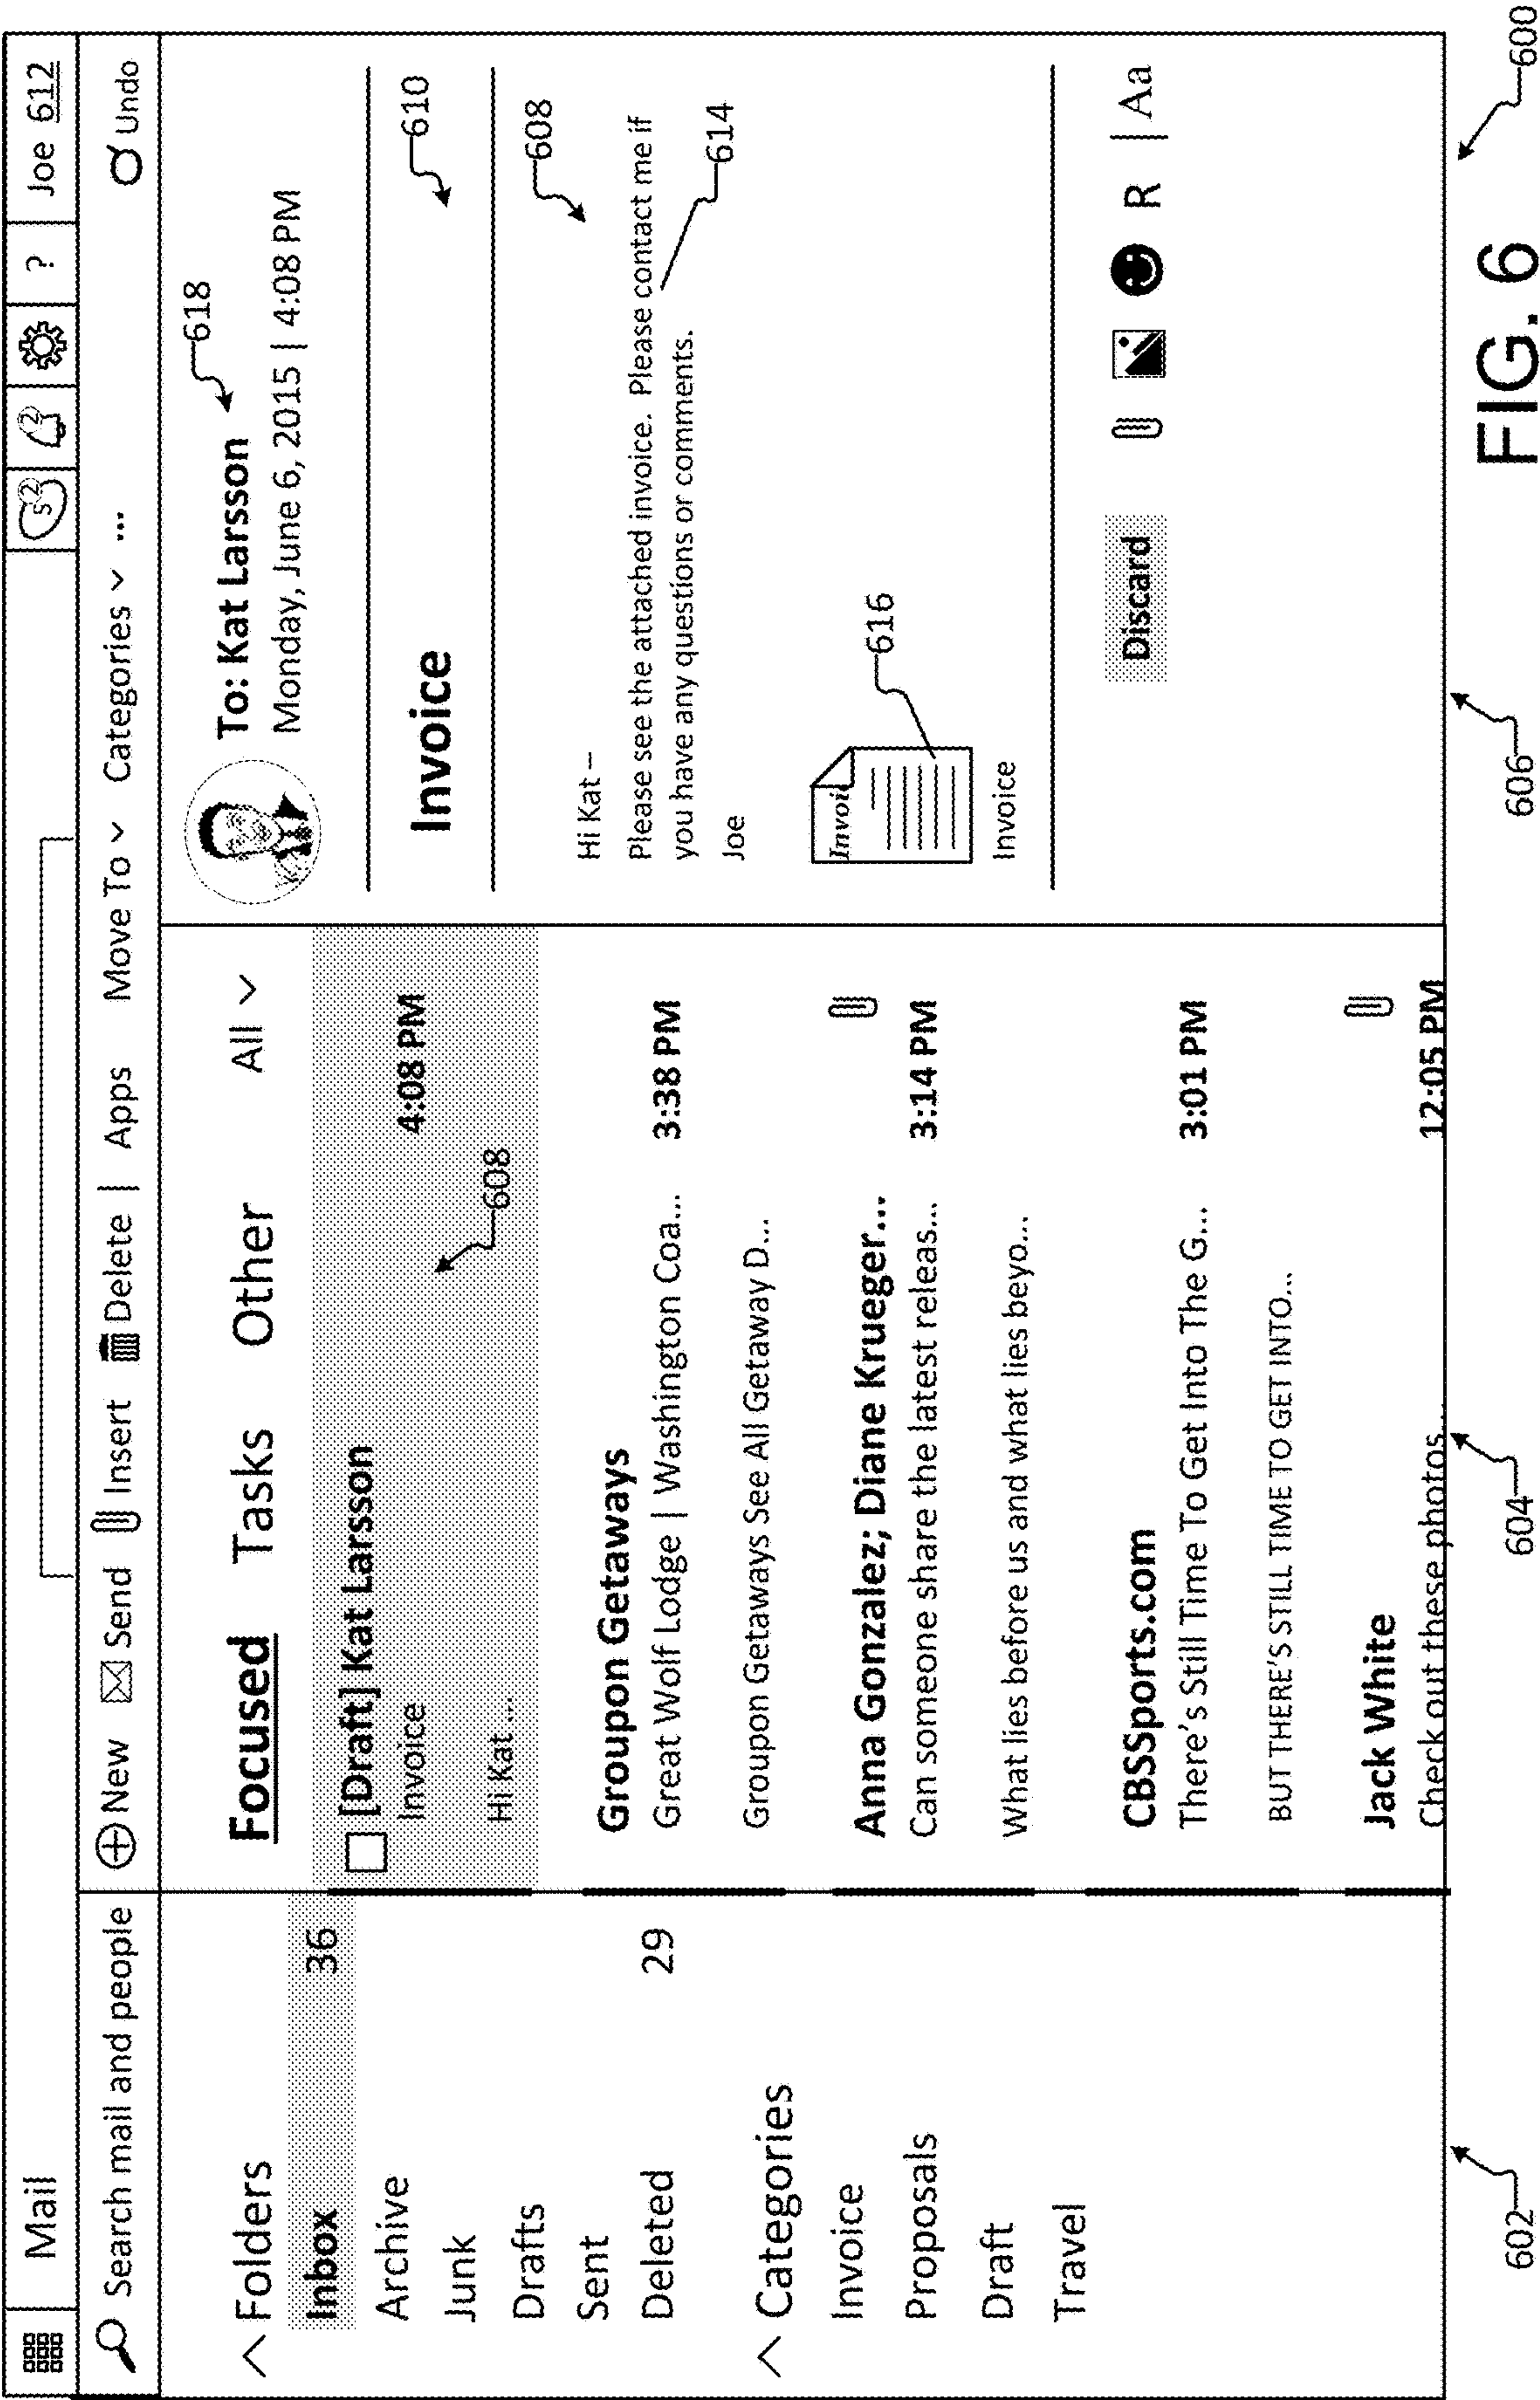 Mail
S 2
2
?
Joe 612
Search mail and people
New
Send
Insert
Delete |
Apps
Move To
Categories
...
Undo
Folders
Inbox 36
Archive
Junk
Drafts
Sent
Deleted 29
Categories
Invoice
Proposals
Draft
Travel
Focused Tasks Other All
[Draft] Kat Larsson
Invoice 4:08 PM
Hi Kat...
608
Groupon Getaways
Great Wolf Lodge | Washington Coa... 3:38 PM
Groupon Getaways See All Getaway D...
Anna Gonzalez; Diane Krueger...
Can someone share the latest releas... 3:14 PM
What lies before us and what lies beyo...
CBSSports.com
There's Still Time To Get Into The G... 3:01 PM
BUT THERE'S STILL TIME TO GET INTO...
Jack White
Check out these photos... 12:05 PM
618
To: Kat Larsson
Monday, June 6, 2015 | 4:08 PM
Invoice
610
608
Hi Kat –
Please see the attached invoice. Please contact me if
you have any questions or comments.
Joe
614
Invoi
616
Invoice
Discard
R | Aa
602
604
606
600
FIG. 6